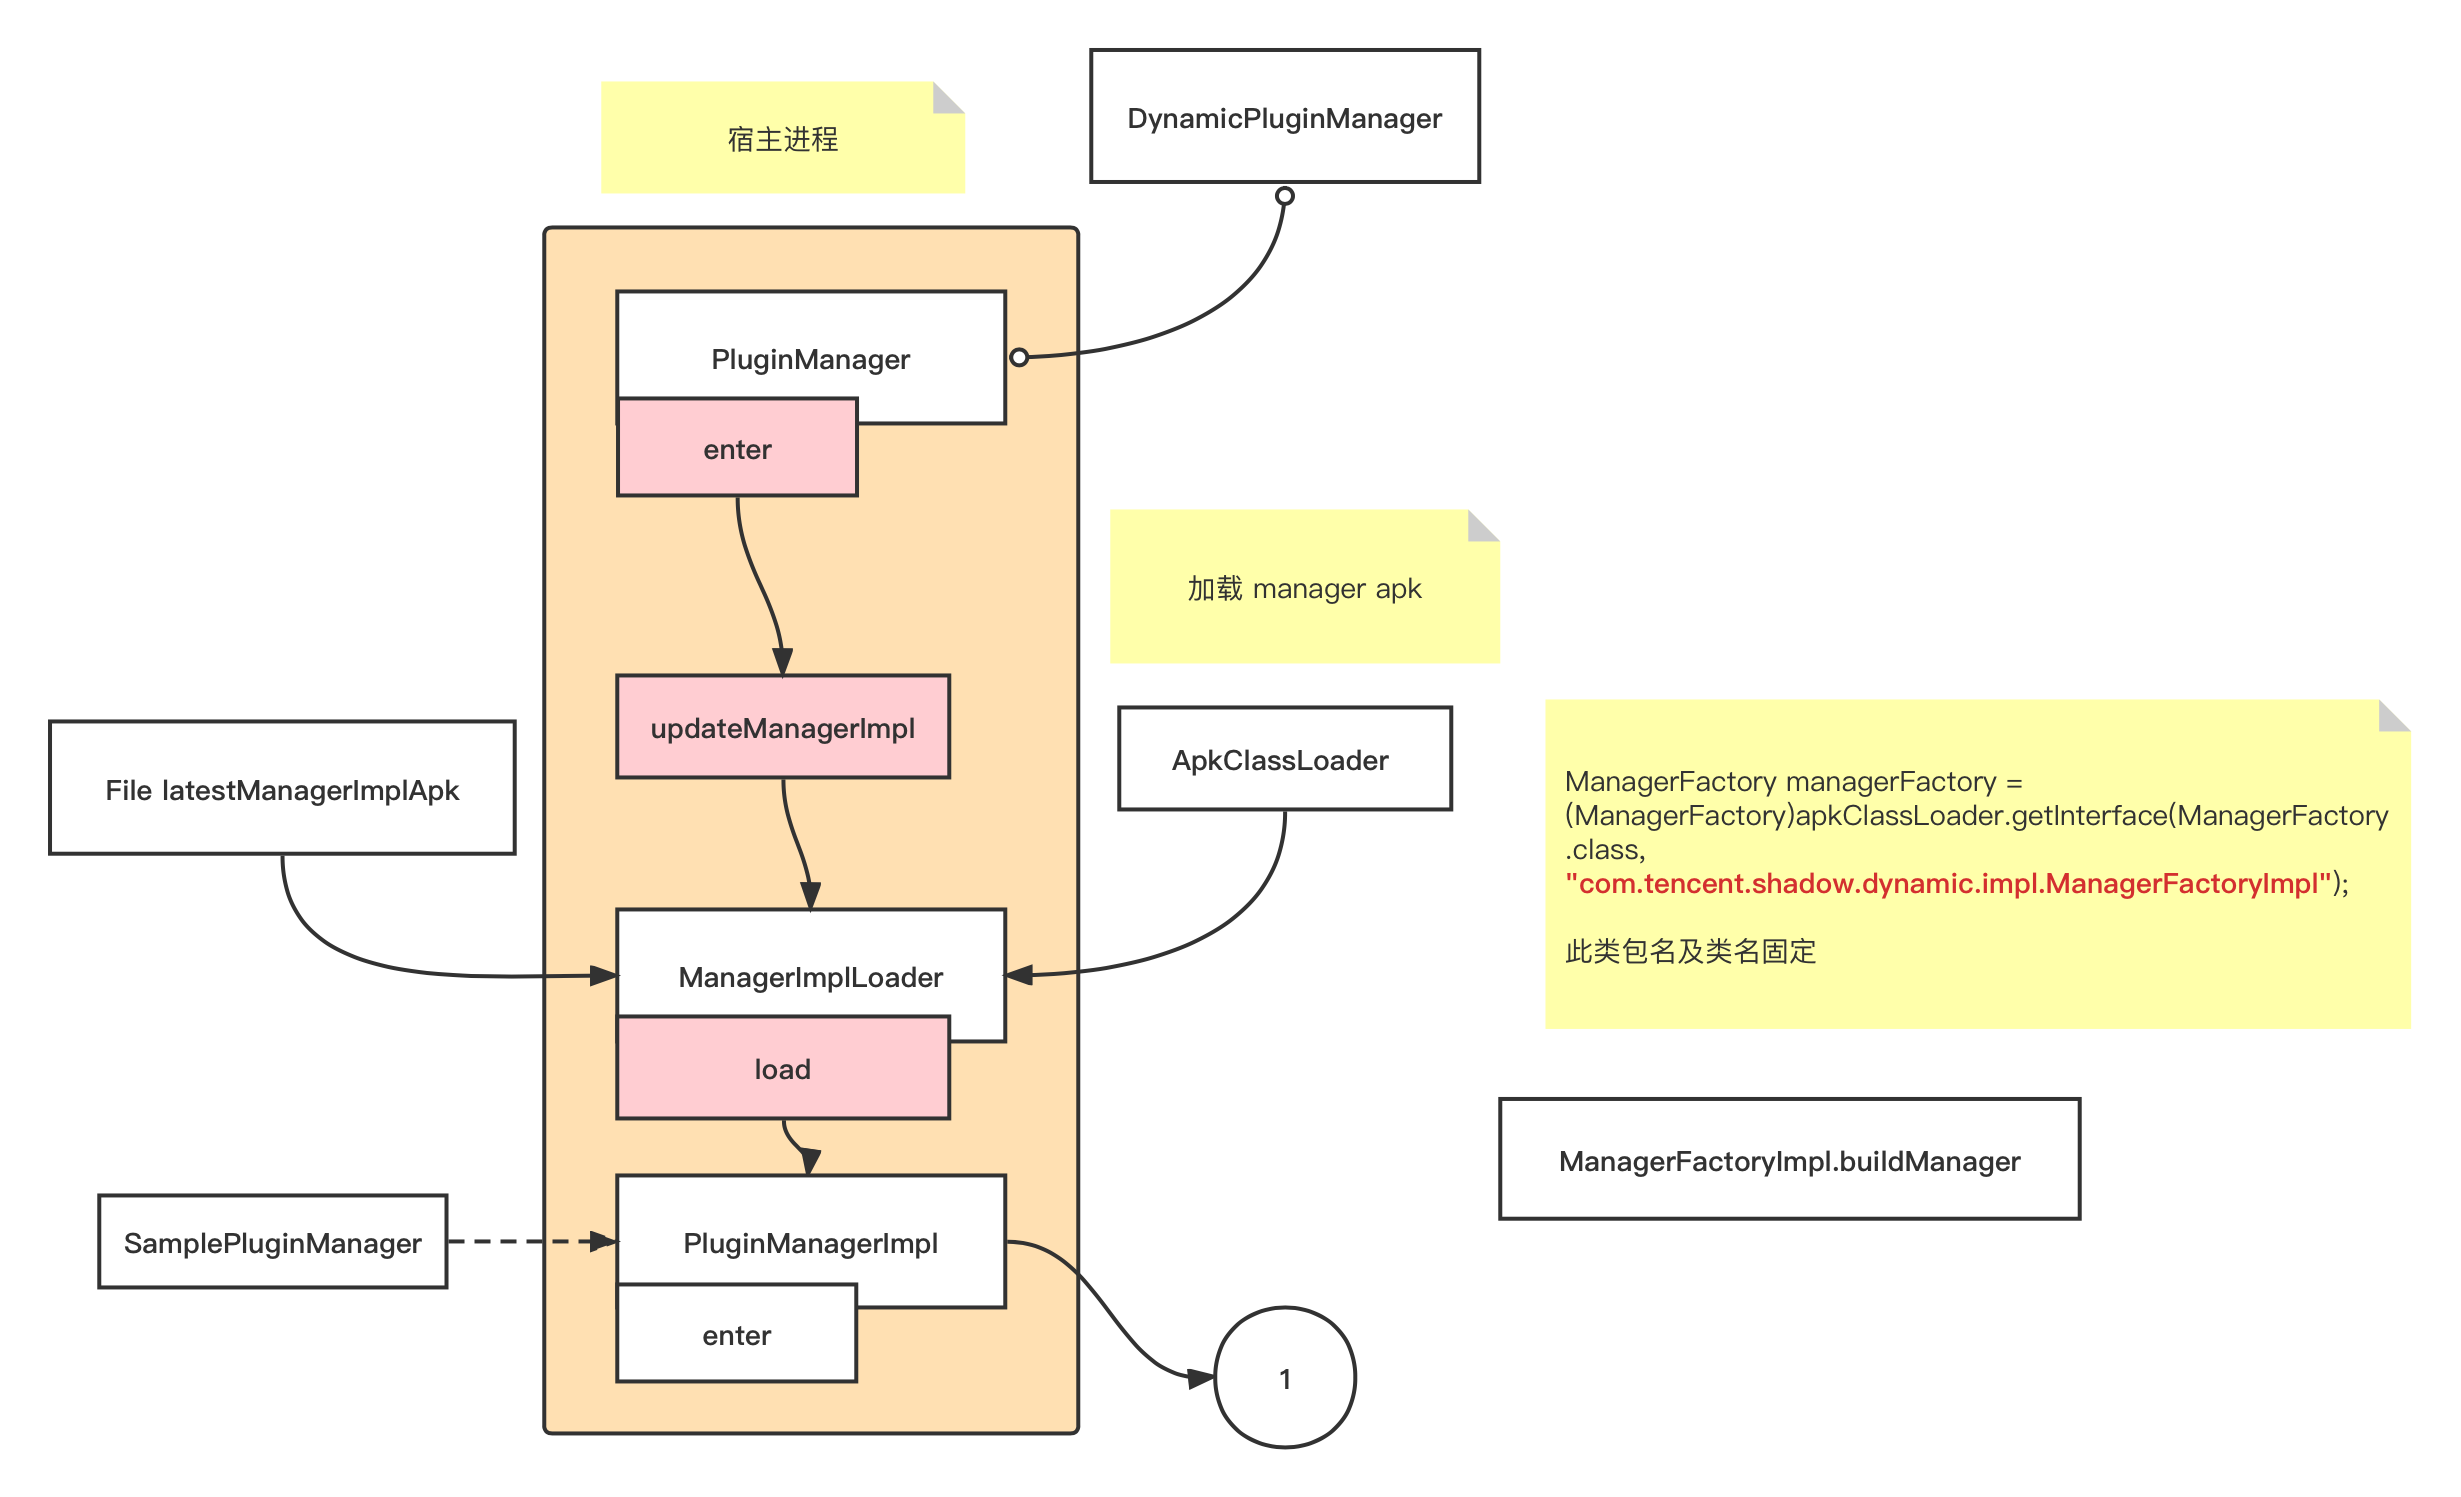 宿主进程
DynamicPluginManager
PluginManager
enter
加载 manager apk
updateManagerImpl
File latestManagerImplApk
ApkClassLoader
ManagerFactory managerFactory =
(ManagerFactory)apkClassLoader.getInterface(ManagerFactory
.class,
"com.tencent.shadow.dynamic.impl.ManagerFactoryImpl");
此类包名及类名固定
ManagerImplLoader
load
ManagerFactoryImpl.buildManager
SamplePluginManager
PluginManagerImpl
enter
1